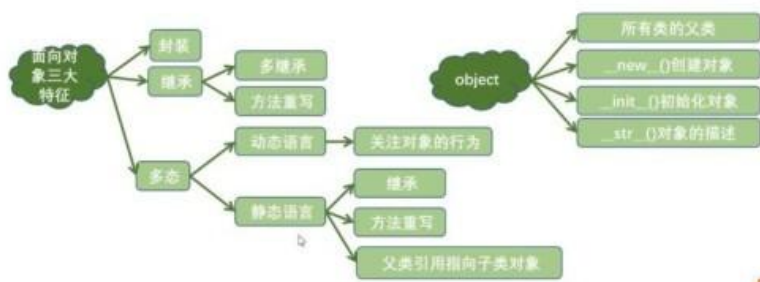 面向对
象三大
特征
封装
继承
多继承
方法重写
多态
动态语言
关注对象的行为
静态语言
继承
方法重写
父类引用指向子类对象
object
所有类的父类
__new__()创建对象
__init__()初始化对象
__str__()对象的描述